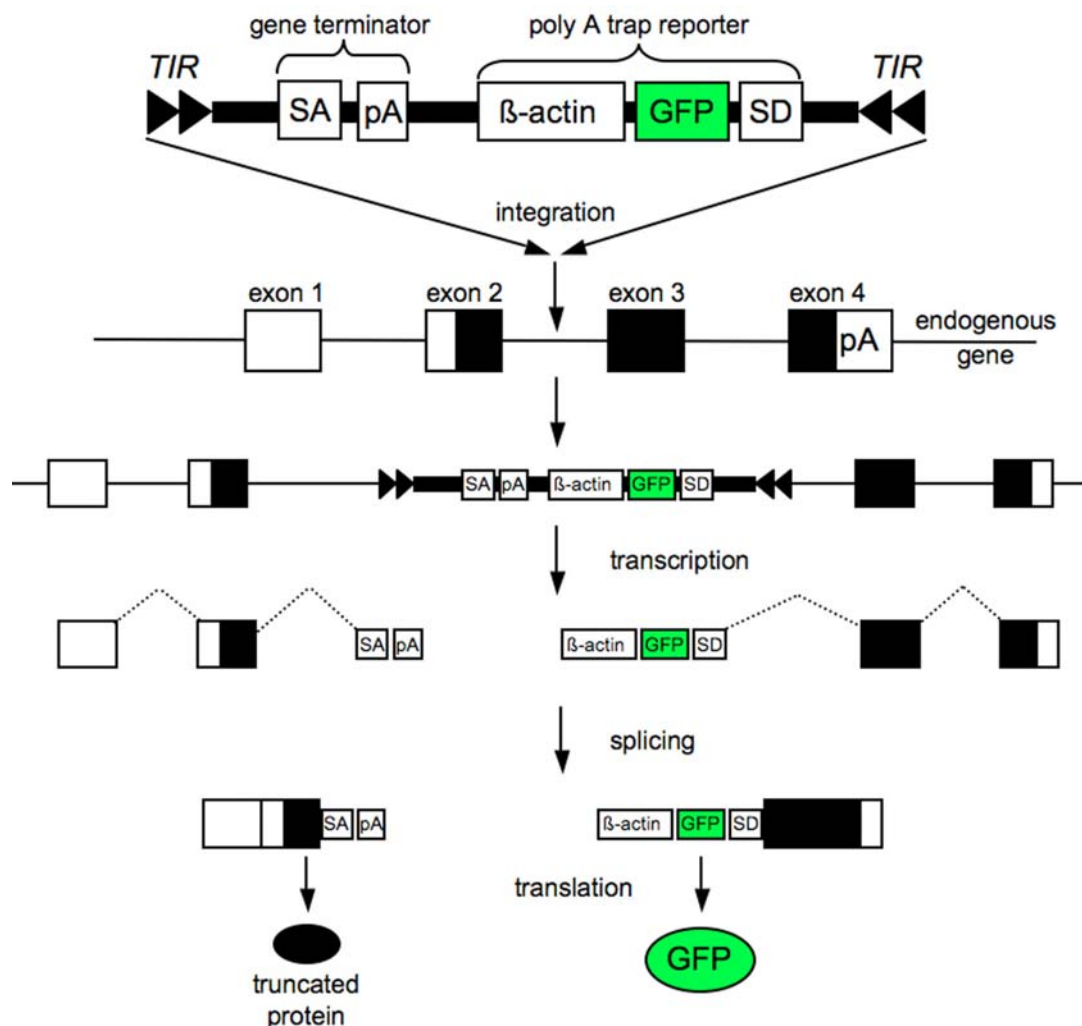 gene terminator poly A trap reporter
TIR TIR
SA pA ß-actin GFP SD
integration
exon 1 exon 2 exon 3 exon 4
pA
endogenous
gene
SA pA ß-actin GFP SD
transcription
SA pA ß-actin GFP SD
splicing
SA pA ß-actin GFP SD
translation
GFP
truncated
protein